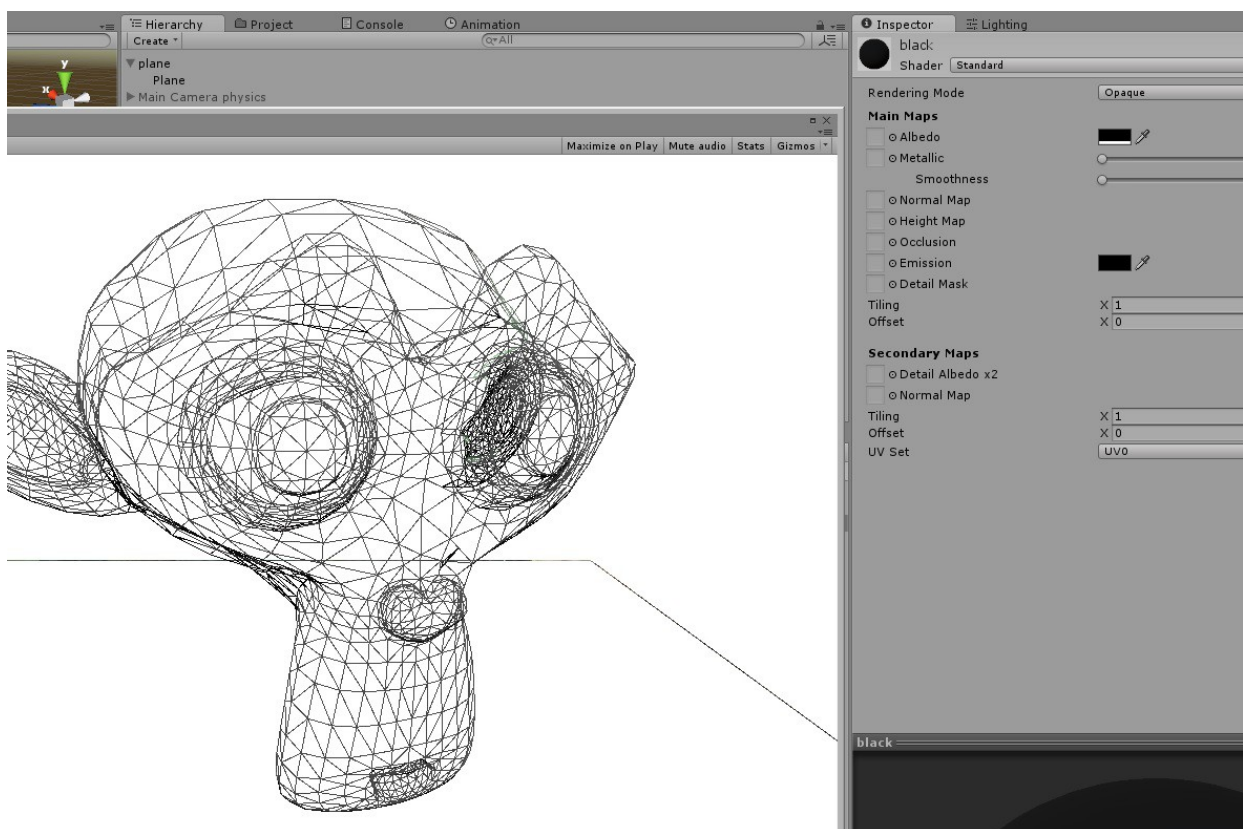 Hierarchy Project Console Animation
Create All
plane
Plane
Main Camera physics
y
x
Maximize on Play Mute audio Stats Gizmos
Inspector Lighting
black
Shader Standard
Rendering Mode Opaque
Main Maps
Albedo
Metallic
Smoothness
Normal Map
Height Map
Occlusion
Emission
Detail Mask
Tiling X 1
Offset X 0
Secondary Maps
Detail Albedo x2
Normal Map
Tiling X 1
Offset X 0
UV Set UV0
black